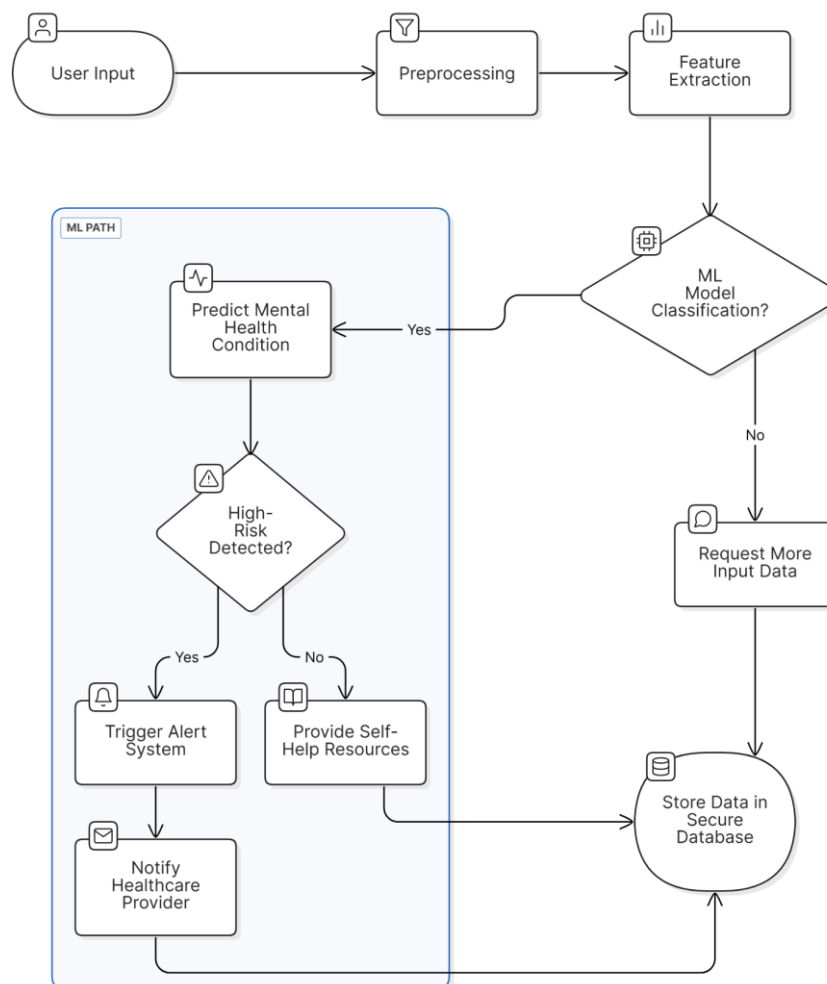 User Input
Preprocessing
Feature
Extraction
ML PATH
ML
Model
Classification?
Predict Mental
Health
Condition
Yes
No
High-
Risk
Detected?
Request More
Input Data
Yes
No
Trigger Alert
System
Provide Self-
Help Resources
Store Data in
Secure
Database
Notify
Healthcare
Provider